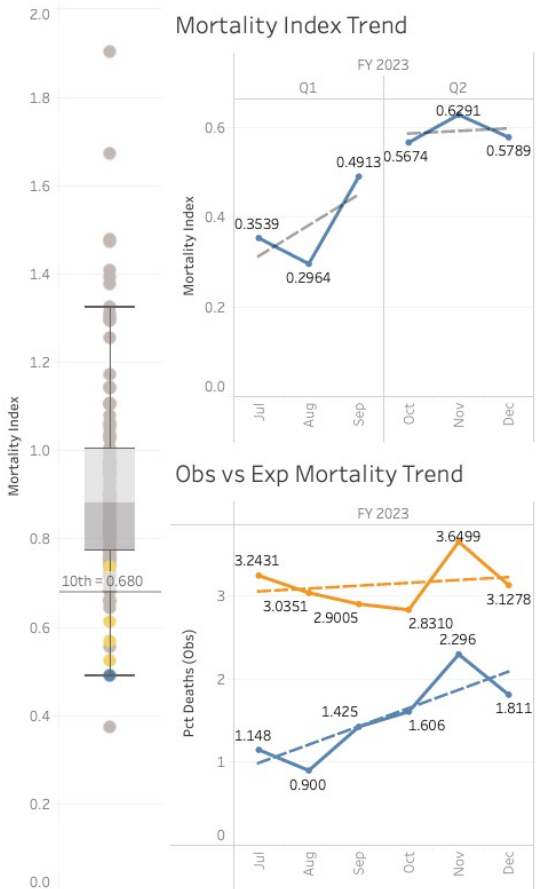 Mortality Index
2.0
1.8
1.6
1.4
1.2
1.0
0.8
0.6
0.4
0.2
0.0
10th = 0.680
Mortality Index Trend
FY 2023
Q1
Q2
Mortality Index
0.6
0.4
0.2
0.0
0.3539
0.2964
0.4913
0.5674
0.6291
0.5789
Jul
Aug
Sep
Oct
Nov
Dec
Obs vs Exp Mortality Trend
FY 2023
Pct Deaths (Obs)
3
2
1
0
3.2431
3.0351
2.9005
2.8310
3.6499
3.1278
1.148
0.900
1.425
1.606
2.296
1.811
Jul
Aug
Sep
Oct
Nov
Dec